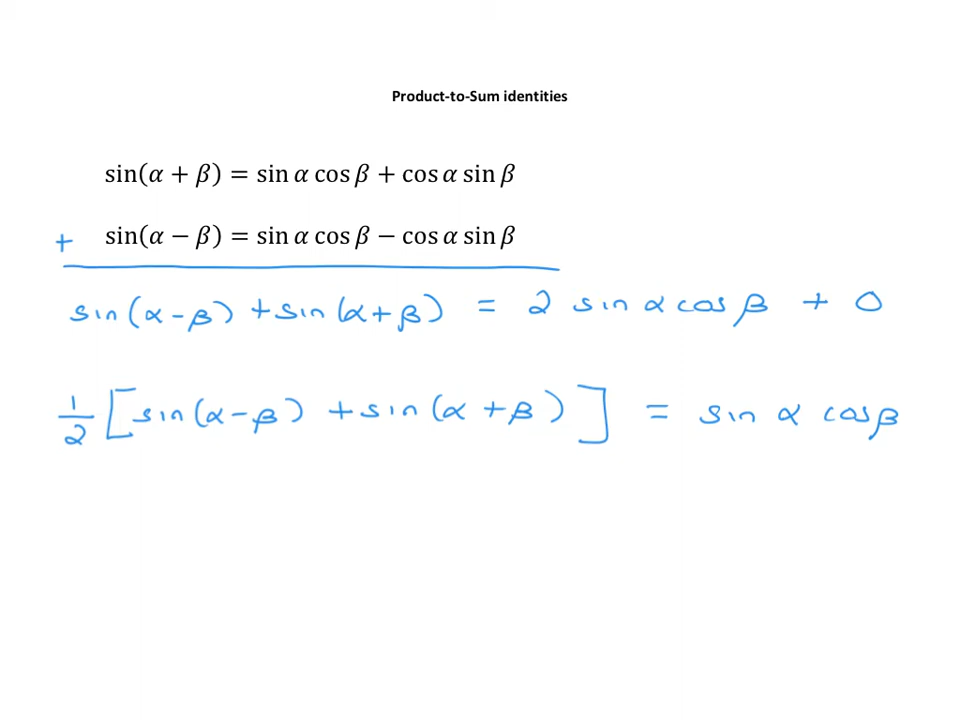 Product-to-Sum identities
sin(α + β) = sin α cos β + cos α sin β
+ sin(α − β) = sin α cos β − cos α sin β
sin(α-β) + sin(α+β) = 2 sin α cos β + 0
1/2 [sin(α-β) + sin(α+β)] = sin α cosβ